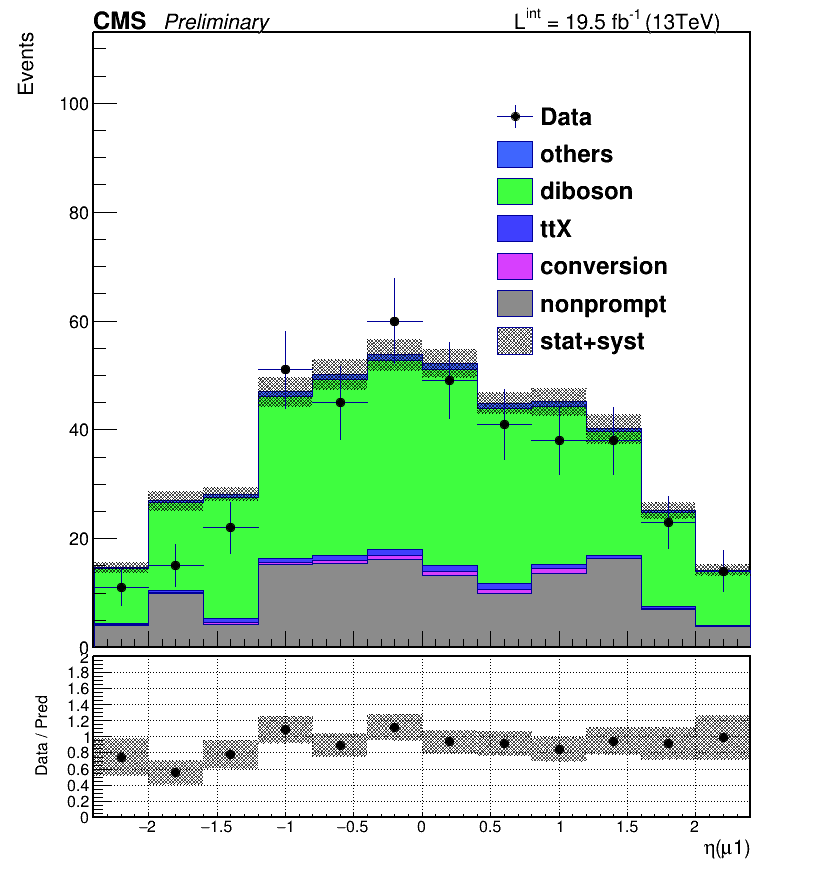 CMS Preliminary L^int = 19.5 fb^-1 (13TeV)
Events
100
80
60
40
20
0
Data
others
diboson
ttX
conversion
nonprompt
stat+syst
Data / Pred
2
1.8
1.6
1.4
1.2
1
0.8
0.6
0.4
0.2
0
−2 −1.5 −1 −0.5 0 0.5 1 1.5 2
η(μ1)